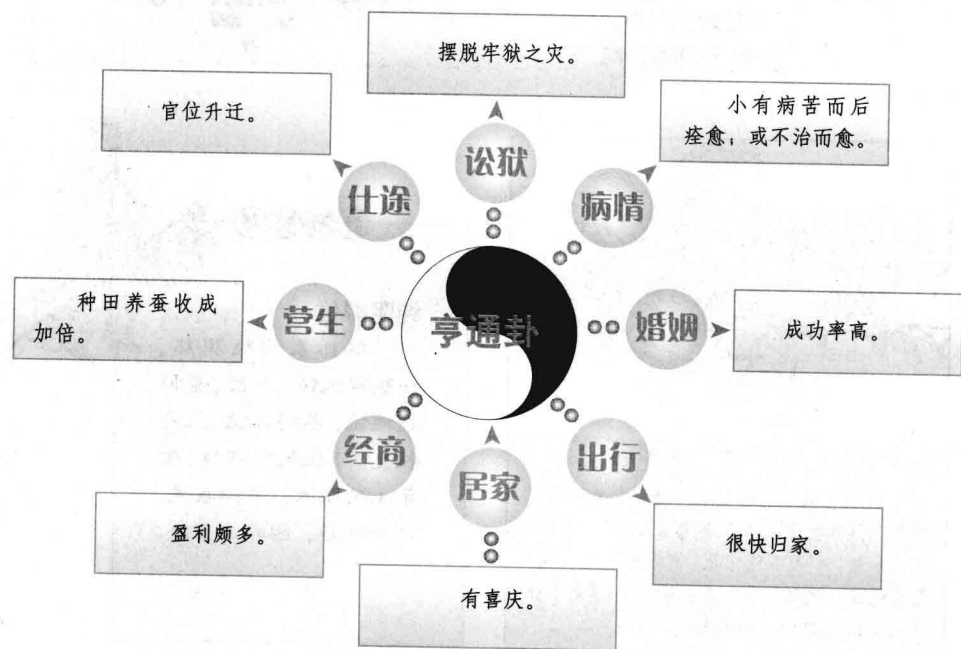 摆脱牢狱之灾。
官位升迁。
小有病苦而后
痊愈；或不治而愈。
讼狱
仕途
病情
种田养蚕收成
加倍。
营生
亨通卦
婚姻
成功率高。
经商
居家
出行
盈利颇多。
很快归家。
有喜庆。